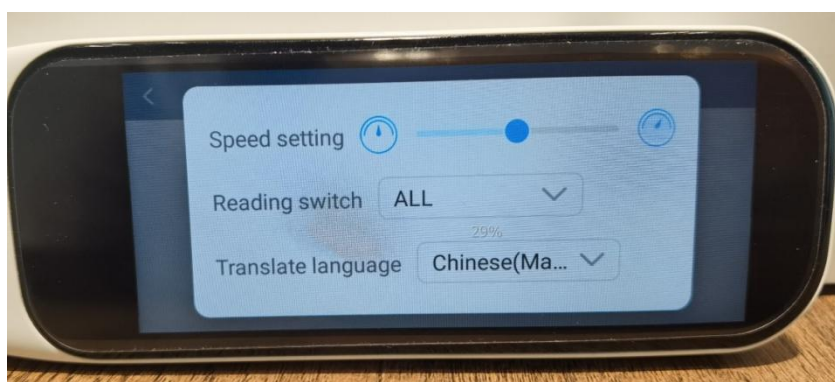 Speed setting
Reading switch ALL
29%
Translate language Chinese(Ma...